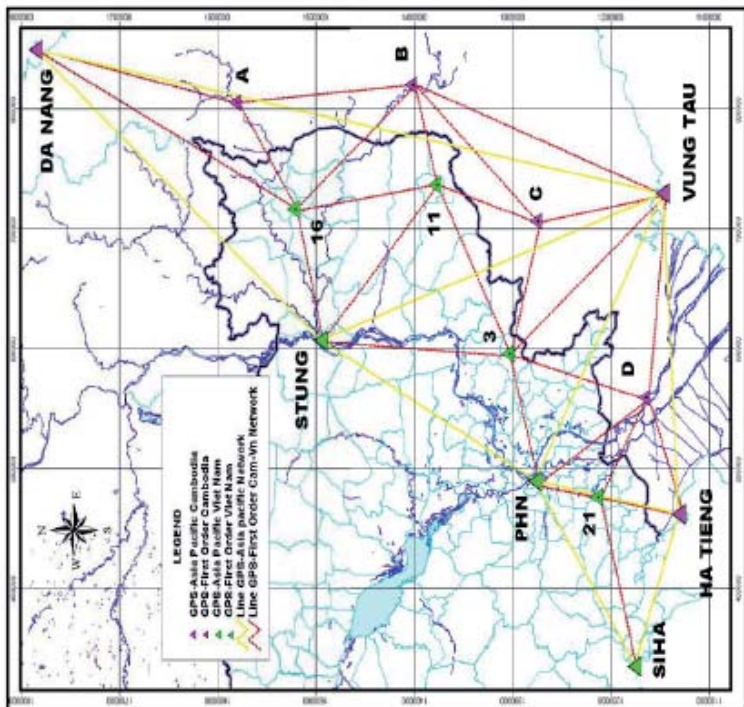 DA NANG
A
B
16
11
C
VUNG TAU
STUNG
3
D
PHN
21
HA TIENG
SIHA
N
E
S
W
LEGEND
GPS-Asia Pacific Cambodia
GPS-First Order Cambodia
GPS-Asia Pacific Viet Nam
GPS-First Order Viet Nam
Line GPS-Asia pacific Network
Line GPS-First Order Cam-Vn Network